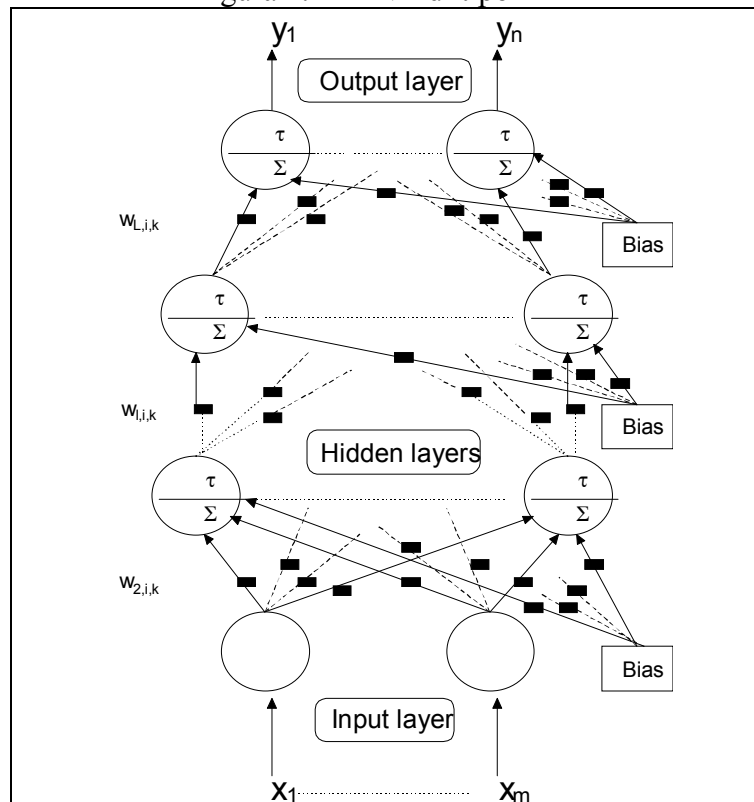 y1 yn
Output layer
τ τ
Σ Σ
wL,i,k
Bias
τ τ
Σ Σ
wl,i,k
Bias
Hidden layers
τ τ
Σ Σ
w2,i,k
Bias
Input layer
x1 xm